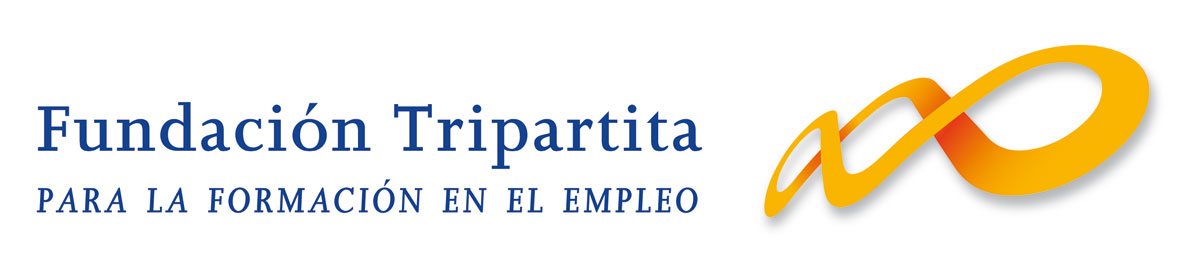 Fundación Tripartita
PARA LA FORMACIÓN EN EL EMPLEO